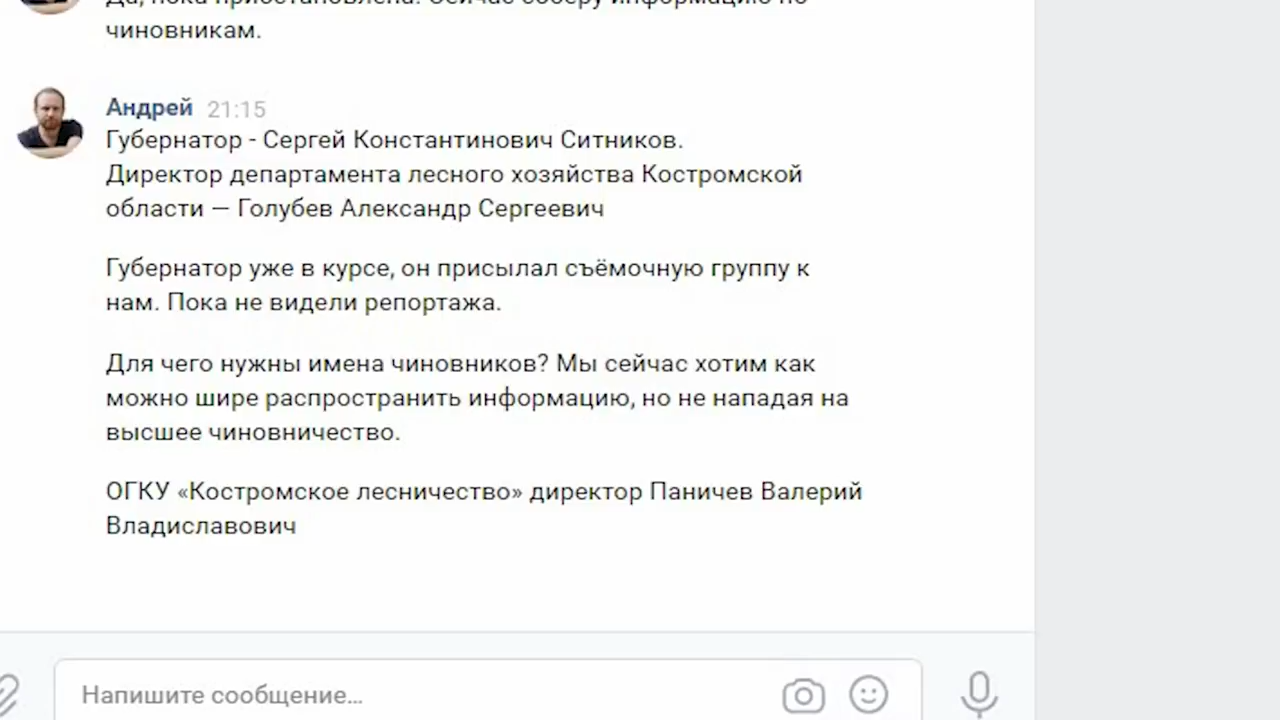 Да, пока приостановлена. Сейчас соберу информацию по
чиновникам.
Андрей 21:15
Губернатор - Сергей Константинович Ситников.
Директор департамента лесного хозяйства Костромской
области — Голубев Александр Сергеевич
Губернатор уже в курсе, он присылал съёмочную группу к
нам. Пока не видели репортажа.
Для чего нужны имена чиновников? Мы сейчас хотим как
можно шире распространить информацию, но не нападая на
высшее чиновничество.
ОГКУ «Костромское лесничество» директор Паничев Валерий
Владиславович
Напишите сообщение...